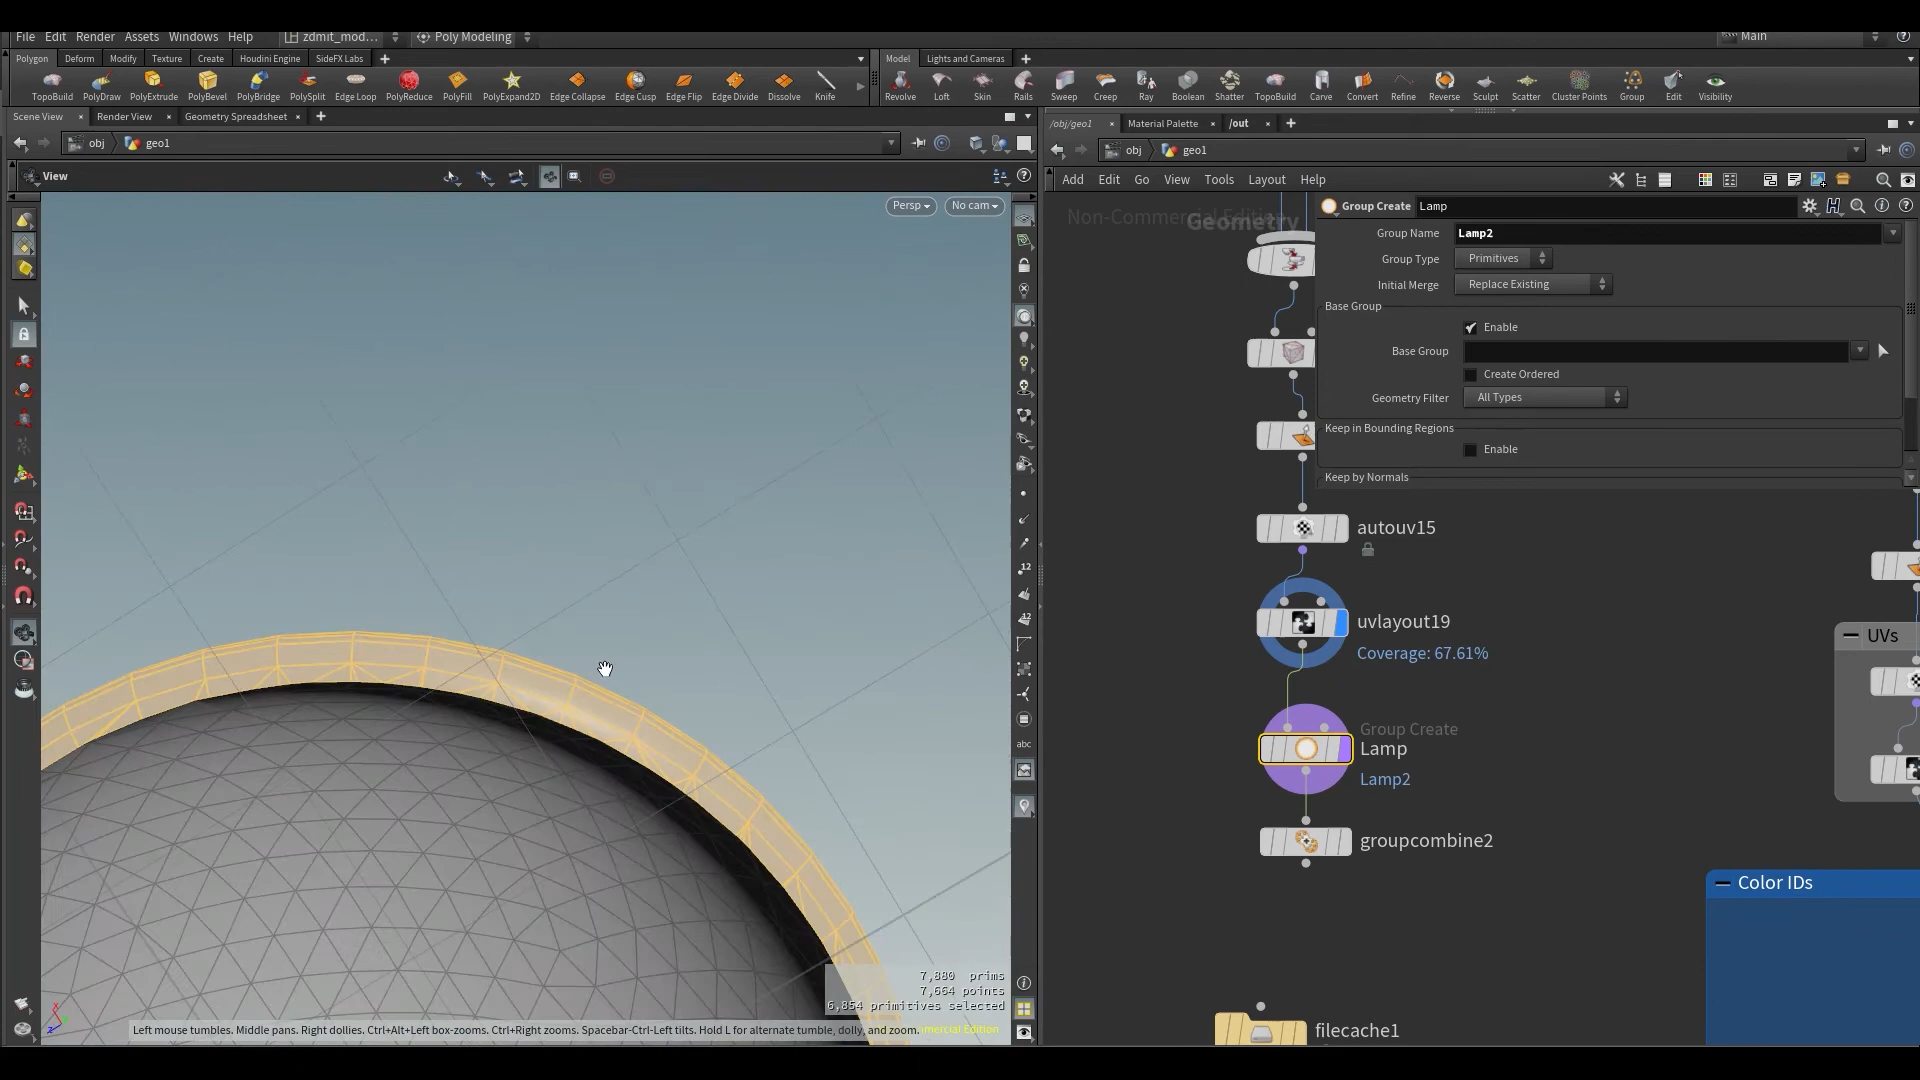 File Edit Render Assets Windows Help zdmit_mod... Poly Modeling Main
Polygon Deform Modify Texture Create Houdini Engine SideFX Labs
Model Lights and Cameras
TopoBuild PolyDraw PolyExtrude PolyBevel PolyBridge PolySplit Edge Loop PolyReduce PolyFill PolyExpand2D Edge Collapse Edge Cusp Edge Flip Edge Divide Dissolve Knife
Revolve Loft Skin Rails Sweep Creep Ray Boolean Shatter TopoBuild Carve Convert Refine Reverse Sculpt Scatter Cluster Points Group Edit Visibility
Scene View Render View Geometry Spreadsheet
/obj/geo1 Material Palette /out
obj geo1
obj geo1
View
Add Edit Go View Tools Layout Help
Persp No cam
Non-Commercial Edition
Geometry
Group Create Lamp
Group Name Lamp2
Group Type Primitives
Initial Merge Replace Existing
Base Group
Enable
Base Group
Create Ordered
Geometry Filter All Types
Keep in Bounding Regions
Enable
Keep by Normals
autouv15
uvlayout19
Coverage: 67.61%
Group Create
Lamp
Lamp2
groupcombine2
UVs
Color IDs
filecache1
12
12
abc
7,880 prims
7,664 points
6,854 primitives selected
Left mouse tumbles. Middle pans. Right dollies. Ctrl+Alt+Left box-zooms. Ctrl+Right zooms. Spacebar-Ctrl-Left tilts. Hold L for alternate tumble, dolly, and zoom. mercial Edition